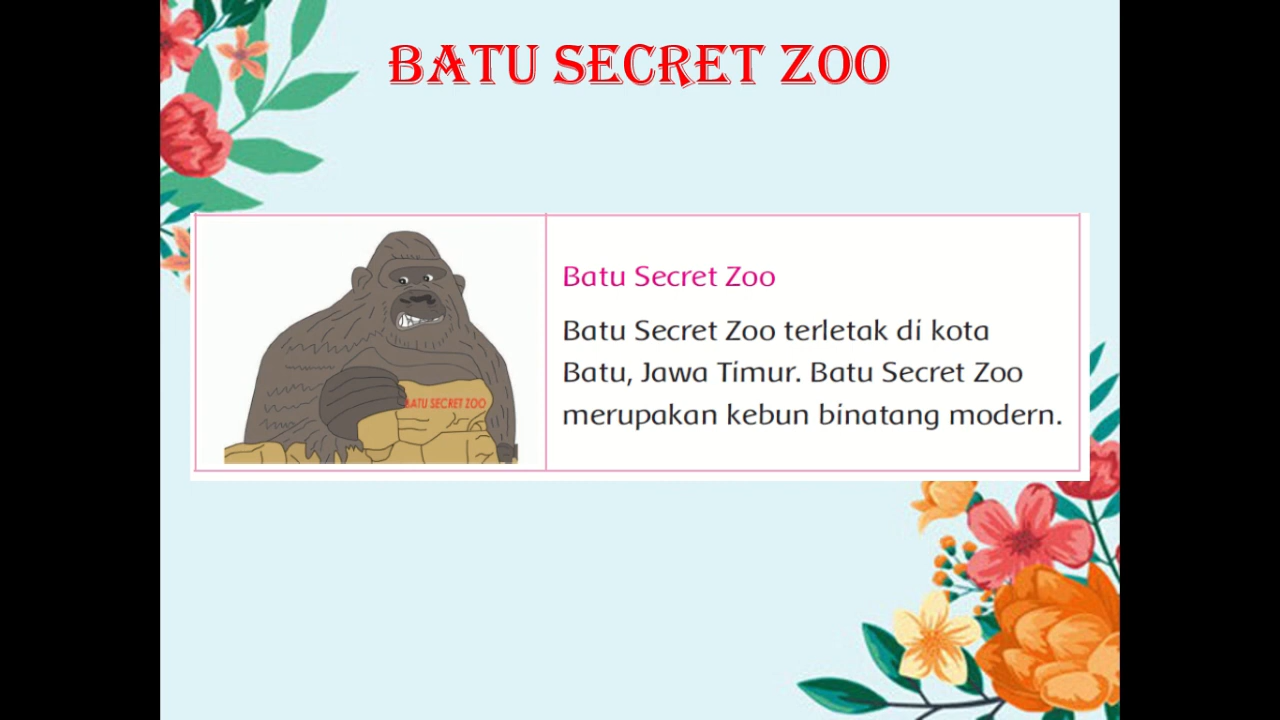 BATU SECRET ZOO
BATU SECRET ZOO
Batu Secret Zoo
Batu Secret Zoo terletak di kota
Batu, Jawa Timur. Batu Secret Zoo
merupakan kebun binatang modern.